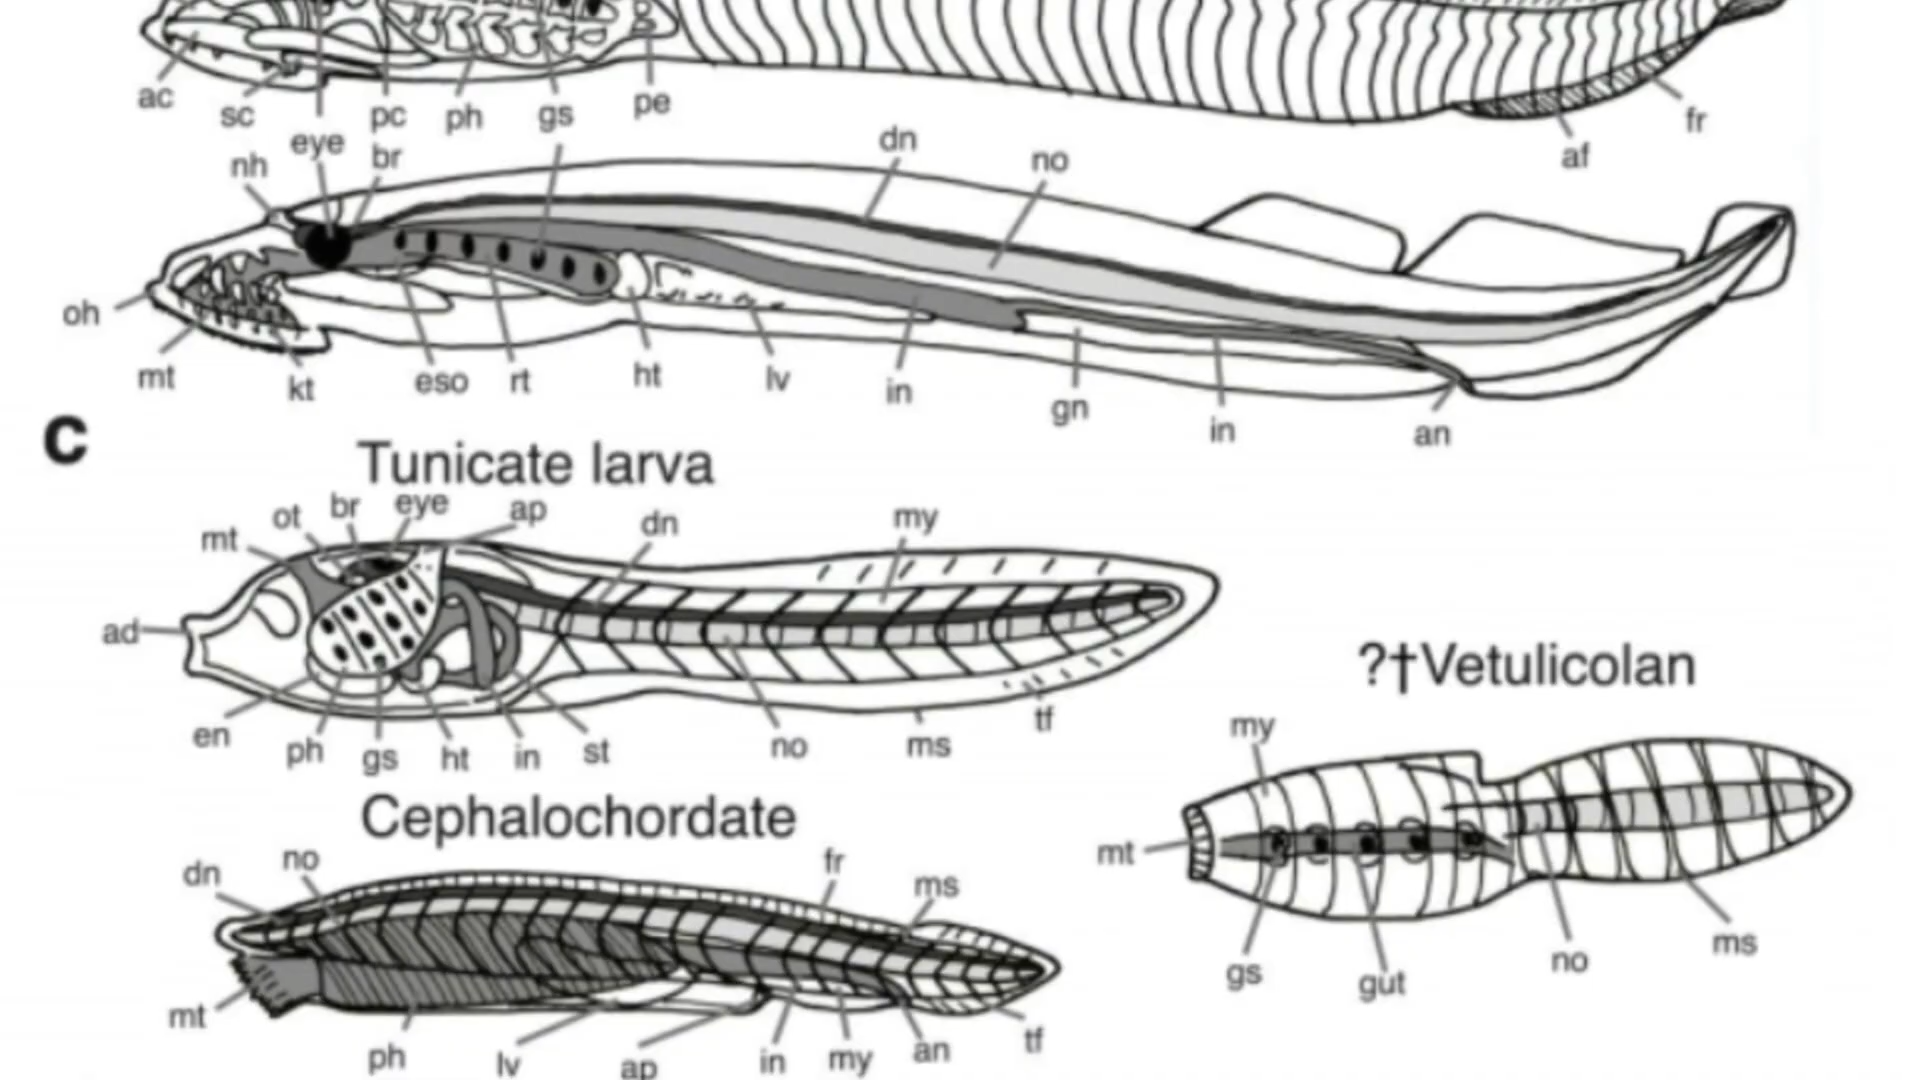 ac sc eye pc ph gs pe
af fr
nh br dn no
oh
mt kt eso rt ht lv in gn in an
c
Tunicate larva
mt ot br eye ap dn my
ad
en ph gs ht in st no ms tf
?†Vetulicolan
my
mt
gs gut no ms
Cephalochordate
dn no fr ms
mt ph lv ap in my an tf